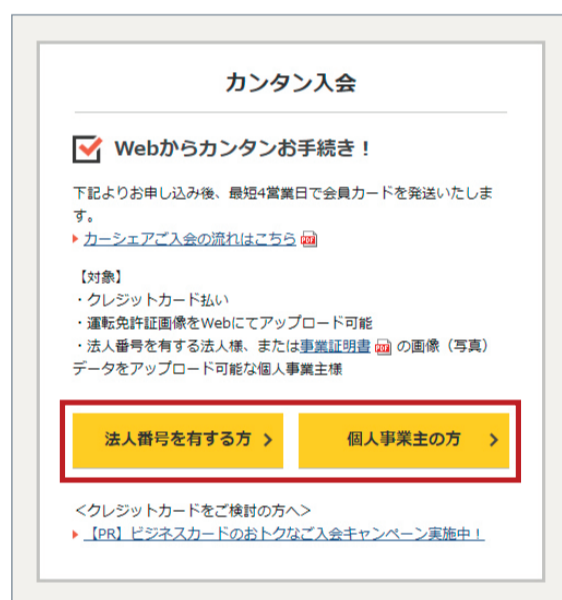 カンタン入会
Webからカンタンお手続き！
下記よりお申し込み後、最短4営業日で会員カードを発送いたしま
す。
カーシェアご入会の流れはこちら
【対象】
・クレジットカード払い
・運転免許証画像をWebにてアップロード可能
・法人番号を有する法人様、または事業証明書 の画像（写真）
データをアップロード可能な個人事業主様
法人番号を有する方 >
個人事業主の方 >
<クレジットカードをご検討の方へ>
【PR】ビジネスカードのおトクなご入会キャンペーン実施中！